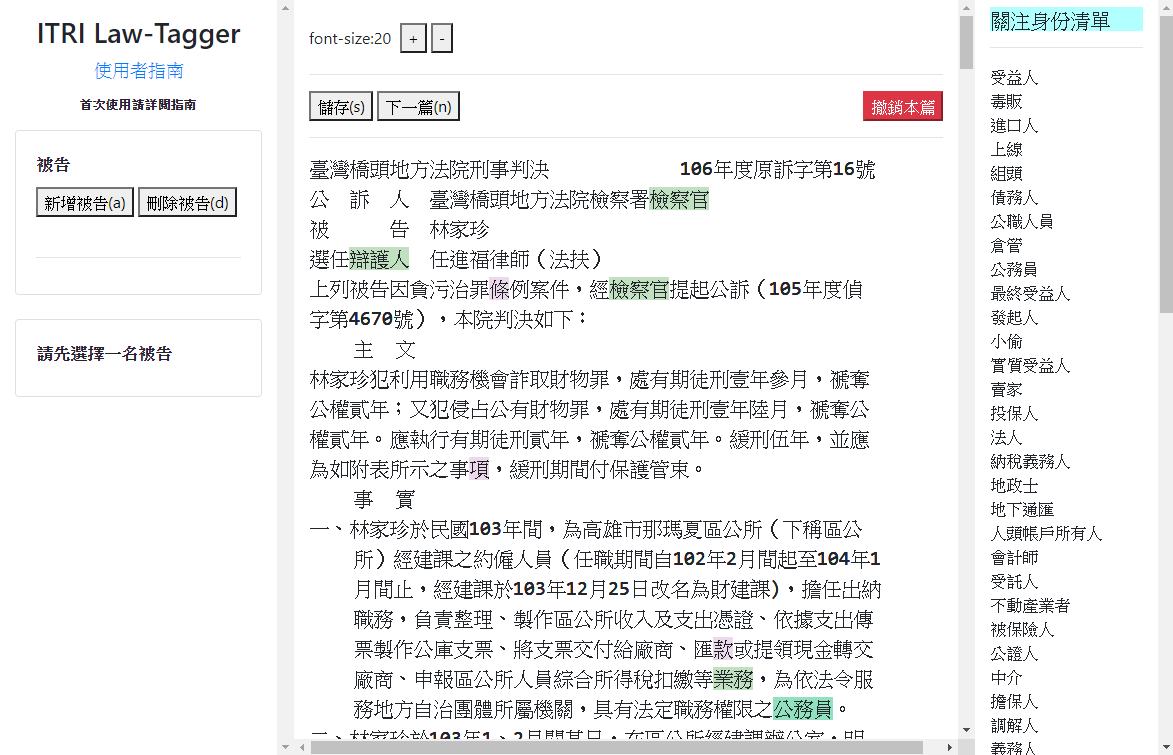 ITRI Law-Tagger
使用者指南
首次使用請詳閱指南
被告
新增被告(a) 刪除被告(d)
請先選擇一名被告
font-size:20 + -
儲存(s) 下一篇(n) 撤銷本篇
臺灣橋頭地方法院刑事判決 106年度原訴字第16號
公 訴 人 臺灣橋頭地方法院檢察署檢察官
被 告 林家珍
選任辯護人 任進福律師（法扶）
上列被告因貪污治罪條例案件，經檢察官提起公訴（105年度偵
字第4670號），本院判決如下：
主 文
林家珍犯利用職務機會詐取財物罪，處有期徒刑壹年參月，褫奪
公權貳年；又犯侵占公有財物罪，處有期徒刑壹年陸月，褫奪公
權貳年。應執行有期徒刑貳年，褫奪公權貳年。緩刑伍年，並應
為如附表所示之事項，緩刑期間付保護管束。
事 實
一、林家珍於民國103年間，為高雄市那瑪夏區公所（下稱區公
所）經建課之約僱人員（任職期間自102年2月間起至104年1
月間止，經建課於103年12月25日改名為財建課)，擔任出納
職務，負責整理、製作區公所收入及支出憑證、依據支出傳
票製作公庫支票、將支票交付給廠商、匯款或提領現金轉交
廠商、申報區公所人員綜合所得稅扣繳等業務，為依法令服
務地方自治團體所屬機關，具有法定職務權限之公務員。
二、林家珍於103年1、2月間某日，在區公所經建課辦公室，明
關注身份清單
受益人
毒販
進口人
上線
組頭
債務人
公職人員
倉管
公務員
最終受益人
發起人
小偷
實質受益人
賣家
投保人
法人
納稅義務人
地政士
地下通匯
人頭帳戶所有人
會計師
受託人
不動產業者
被保險人
公證人
中介
擔保人
調解人
義務人